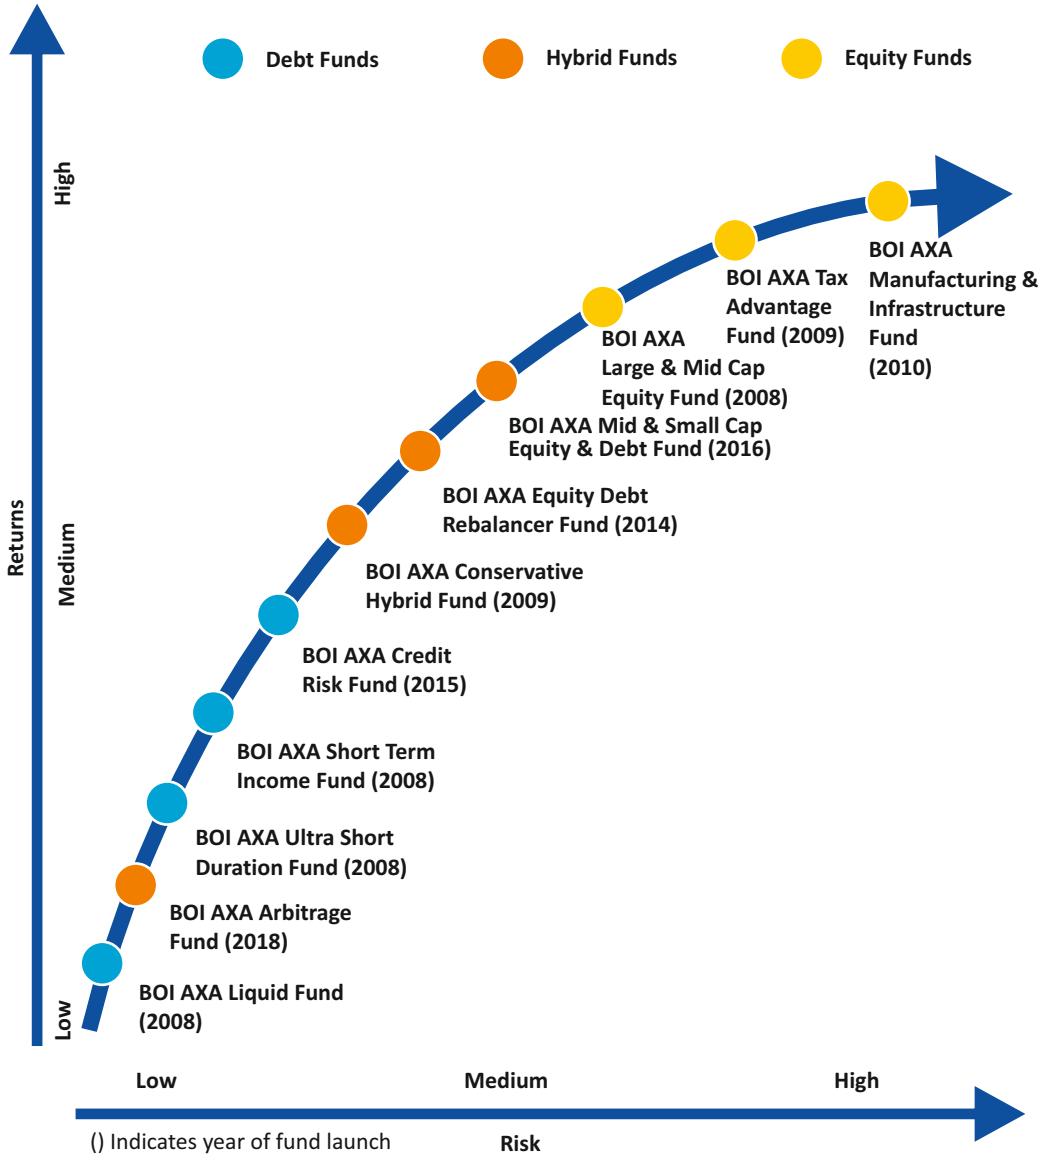 Debt Funds
Hybrid Funds
Equity Funds
High
Returns
Medium
Low
BOI AXA
Manufacturing &
Infrastructure
Fund
(2010)
BOI AXA Tax
Advantage
Fund (2009)
BOI AXA
Large & Mid Cap
Equity Fund (2008)
BOI AXA Mid & Small Cap
Equity & Debt Fund (2016)
BOI AXA Equity Debt
Rebalancer Fund (2014)
BOI AXA Conservative
Hybrid Fund (2009)
BOI AXA Credit
Risk Fund (2015)
BOI AXA Short Term
Income Fund (2008)
BOI AXA Ultra Short
Duration Fund (2008)
BOI AXA Arbitrage
Fund (2018)
BOI AXA Liquid Fund
(2008)
Low
Medium
High
() Indicates year of fund launch
Risk